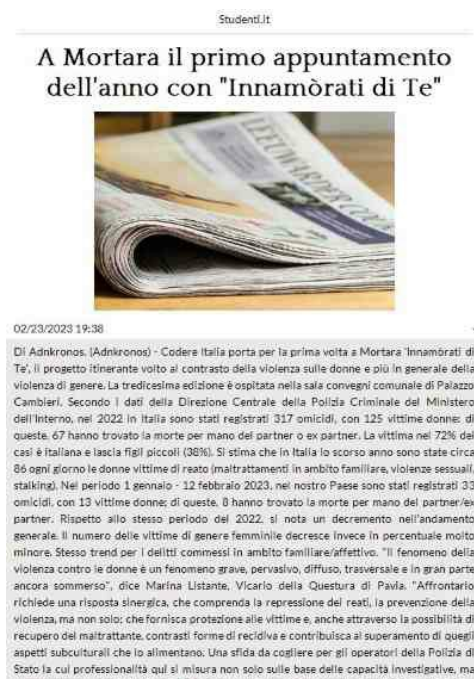 Studenti.it
A Mortara il primo appuntamento
dell'anno con "Innamòrati di Te"
LEEUWARDER COU
02/23/2023 19:38
Di Adnkronos. (Adnkronos) - Codere Italia porta per la prima volta a Mortara 'Innamòrati di
Te', il progetto itinerante volto al contrasto della violenza sulle donne e più in generale della
violenza di genere. La tredicesima edizione è ospitata nella sala convegni comunale di Palazzo
Cambieri. Secondo i dati della Direzione Centrale della Polizia Criminale del Ministero
dell'Interno, nel 2022 in Italia sono stati registrati 317 omicidi, con 125 vittime donne: di
queste, 67 hanno trovato la morte per mano del partner o ex partner. La vittima nel 72% dei
casi è italiana e lascia figli piccoli (38%). Si stima che in Italia lo scorso anno sono state circa
86 ogni giorno le donne vittime di reato (maltrattamenti in ambito familiare, violenze sessuali,
stalking). Nel periodo 1 gennaio - 12 febbraio 2023, nel nostro Paese sono stati registrati 33
omicidi, con 13 vittime donne; di queste, 8 hanno trovato la morte per mano del partner/ex
partner. Rispetto allo stesso periodo del 2022, si nota un decremento nell'andamento
generale. Il numero delle vittime di genere femminile decresce invece in percentuale molto
minore. Stesso trend per i delitti commessi in ambito familiare/affettivo. "Il fenomeno della
violenza contro le donne è un fenomeno grave, pervasivo, diffuso, trasversale e in gran parte
ancora sommerso", dice Marina Listante, Vicario della Questura di Pavia. "Affrontarlo
richiede una risposta sinergica, che comprenda la repressione dei reati, la prevenzione della
violenza, ma non solo; che fornisca protezione alle vittime e, anche attraverso la possibilità di
recupero del maltrattante, contrasti forme di recidiva e contribuisca al superamento di quegli
aspetti subculturali che lo alimentano. Una sfida da cogliere per gli operatori della Polizia di
Stato la cui professionalità qui si misura non solo sulle base delle capacità investigative, ma